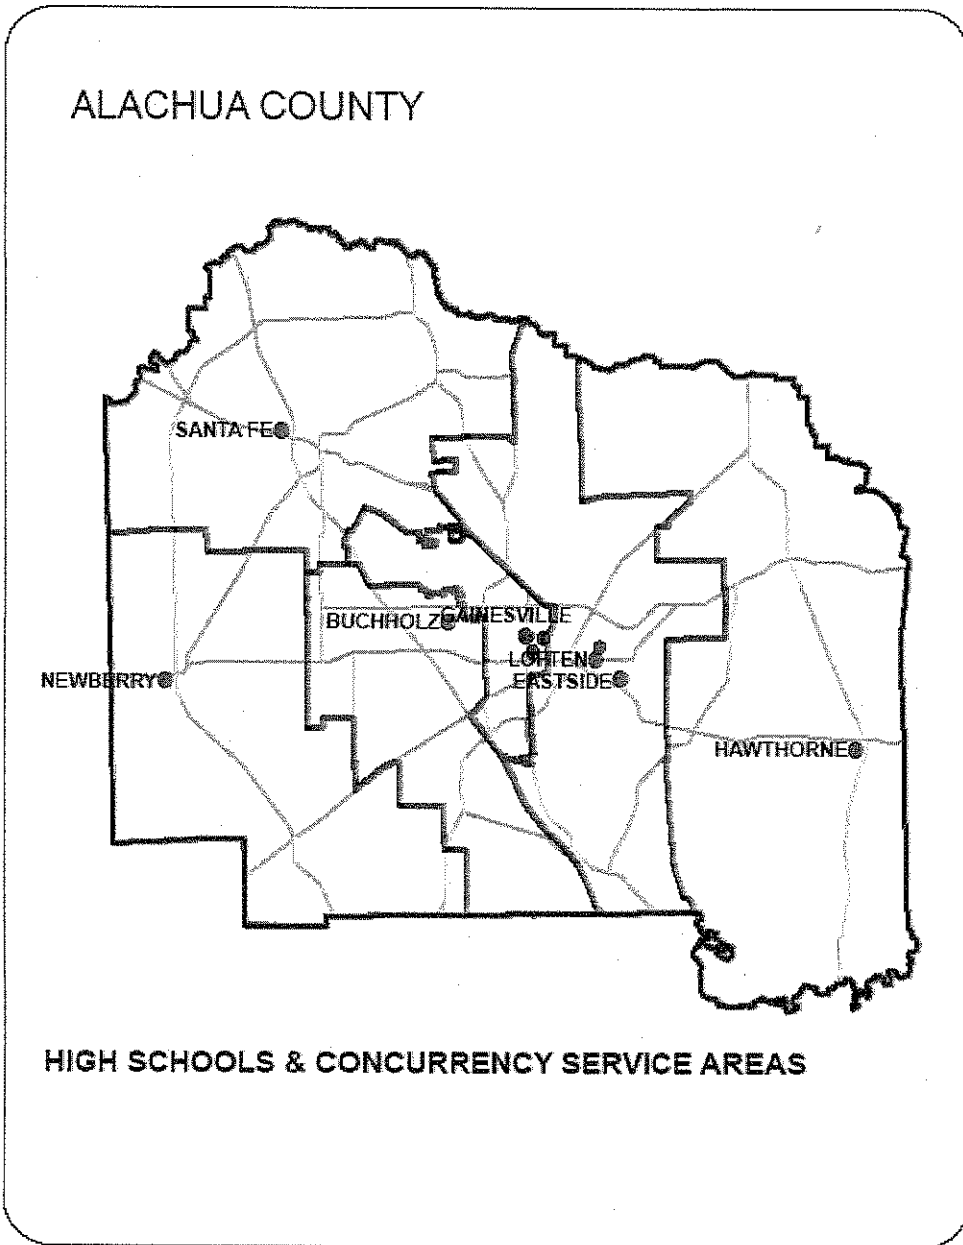 ALACHUA COUNTY
SANTA FE
BUCHHOLZ
GAINESVILLE
LOFTEN
NEWBERRY
EASTSIDE
HAWTHORNE
HIGH SCHOOLS & CONCURRENCY SERVICE AREAS